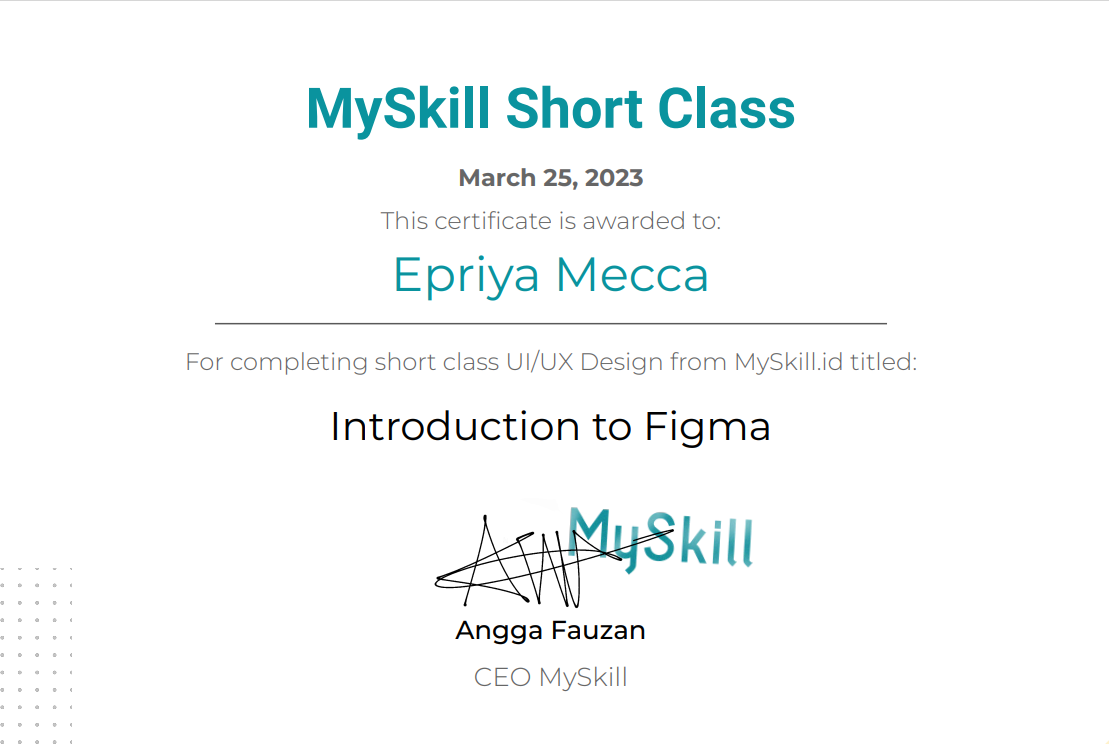 MySkill Short Class
March 25, 2023
This certificate is awarded to:
Epriya Mecca
For completing short class UI/UX Design from MySkill.id titled:
Introduction to Figma
MySkill
Angga Fauzan
CEO MySkill